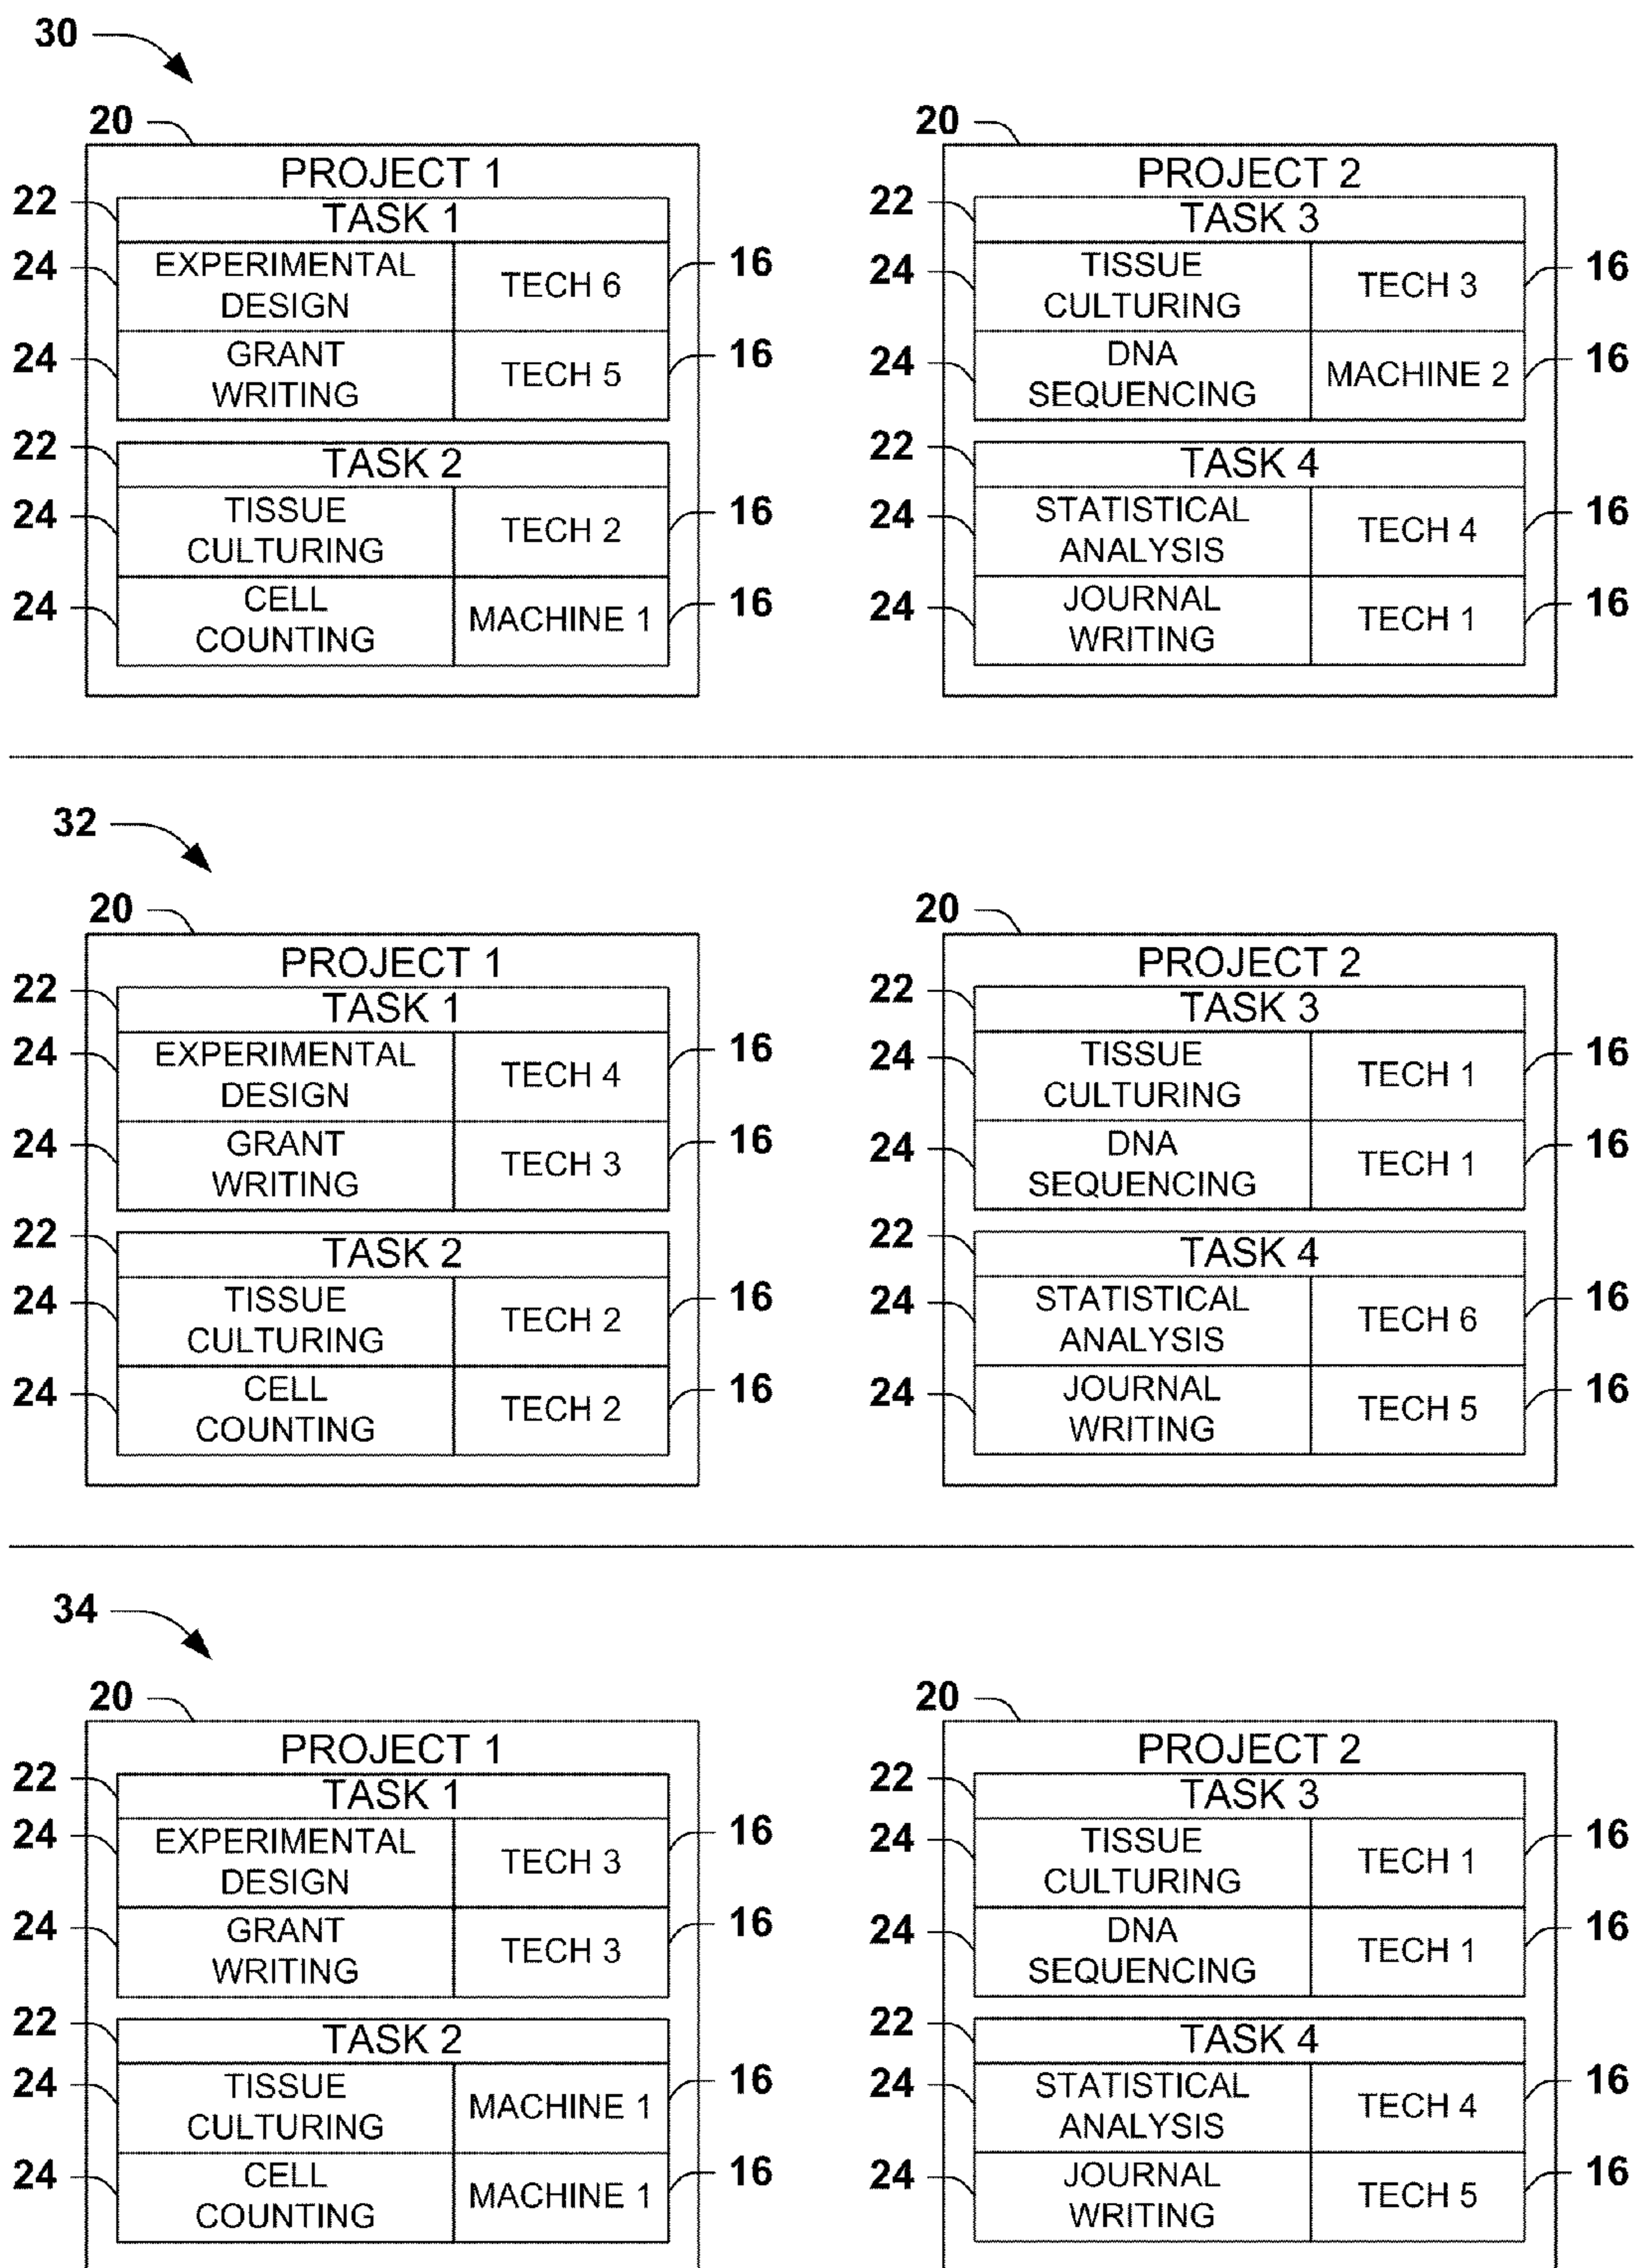 30
20 20
PROJECT 1 PROJECT 2
22 TASK 1 22 TASK 3
24 EXPERIMENTAL TECH 6 16 24 TISSUE TECH 3 16
DESIGN CULTURING
24 GRANT TECH 5 16 24 DNA MACHINE 2 16
WRITING SEQUENCING
22 TASK 2 22 TASK 4
24 TISSUE TECH 2 16 24 STATISTICAL TECH 4 16
CULTURING ANALYSIS
24 CELL MACHINE 1 16 24 JOURNAL TECH 1 16
COUNTING WRITING
32
20 20
PROJECT 1 PROJECT 2
22 TASK 1 22 TASK 3
24 EXPERIMENTAL TECH 4 16 24 TISSUE TECH 1 16
DESIGN CULTURING
24 GRANT TECH 3 16 24 DNA TECH 1 16
WRITING SEQUENCING
22 TASK 2 22 TASK 4
24 TISSUE TECH 2 16 24 STATISTICAL TECH 6 16
CULTURING ANALYSIS
24 CELL TECH 2 16 24 JOURNAL TECH 5 16
COUNTING WRITING
34
20 20
PROJECT 1 PROJECT 2
22 TASK 1 22 TASK 3
24 EXPERIMENTAL TECH 3 16 24 TISSUE TECH 1 16
DESIGN CULTURING
24 GRANT TECH 3 16 24 DNA TECH 1 16
WRITING SEQUENCING
22 TASK 2 22 TASK 4
24 TISSUE MACHINE 1 16 24 STATISTICAL TECH 4 16
CULTURING ANALYSIS
24 CELL MACHINE 1 16 24 JOURNAL TECH 5 16
COUNTING WRITING